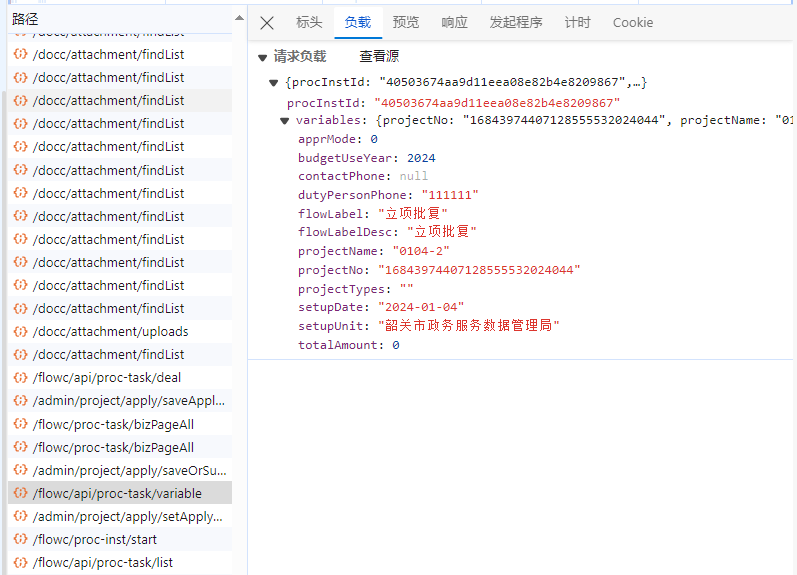 路径
标头 负载 预览 响应 发起程序 计时 Cookie
/docc/attachment/findList
/docc/attachment/findList
/docc/attachment/findList
/docc/attachment/findList
/docc/attachment/findList
/docc/attachment/findList
/docc/attachment/findList
/docc/attachment/findList
/docc/attachment/findList
/docc/attachment/findList
/docc/attachment/findList
/docc/attachment/findList
/docc/attachment/findList
/docc/attachment/uploads
/docc/attachment/findList
/flowc/api/proc-task/deal
/admin/project/apply/saveAppl...
/flowc/proc-task/bizPageAll
/flowc/proc-task/bizPageAll
/admin/project/apply/saveOrSu...
/flowc/api/proc-task/variable
/admin/project/apply/setApply...
/flowc/proc-inst/start
/flowc/api/proc-task/list
请求负载 查看源
{procInstId: "40503674aa9d11eea08e82b4e8209867",…}
procInstId: "40503674aa9d11eea08e82b4e8209867"
variables: {projectNo: "16843974407128555532024044", projectName: "01
apprMode: 0
budgetUseYear: 2024
contactPhone: null
dutyPersonPhone: "111111"
flowLabel: "立项批复"
flowLabelDesc: "立项批复"
projectName: "0104-2"
projectNo: "16843974407128555532024044"
projectTypes: ""
setupDate: "2024-01-04"
setupUnit: "韶关市政务服务数据管理局"
totalAmount: 0